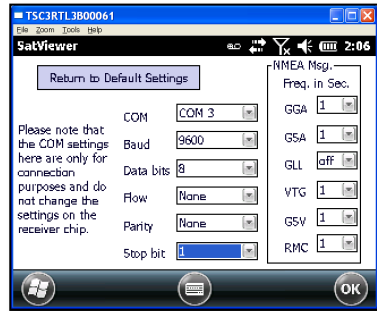 TSC3RTL3B00061
File Zoom Tools Help
SatViewer 2:06
Return to Default Settings
Please note that
the COM settings
here are only for
connection
purposes and do
not change the
settings on the
receiver chip.
COM COM 3
Baud 9600
Data bits 8
Flow None
Parity None
Stop bit 1
NMEA Msg.
Freq. in Sec.
GGA 1
GSA 1
GLL off
VTG 1
GSV 1
RMC 1
OK